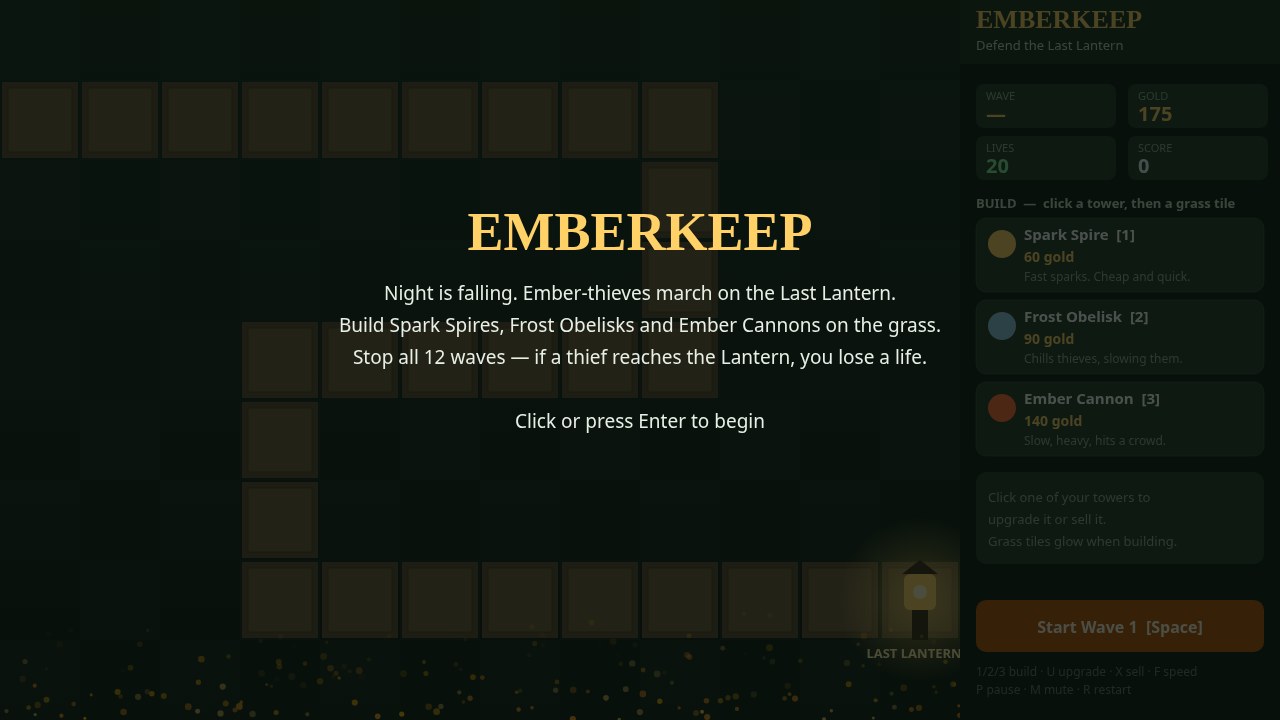 EMBERKEEP
Night is falling. Ember-thieves march on the Last Lantern.
Build Spark Spires, Frost Obelisks and Ember Cannons on the grass.
Stop all 12 waves — if a thief reaches the Lantern, you lose a life.
Click or press Enter to begin
LAST LANTERN
EMBERKEEP
Defend the Last Lantern
WAVE
—
GOLD
175
LIVES
20
SCORE
0
BUILD — click a tower, then a grass tile
Spark Spire [1]
60 gold
Fast sparks. Cheap and quick.
Frost Obelisk [2]
90 gold
Chills thieves, slowing them.
Ember Cannon [3]
140 gold
Slow, heavy, hits a crowd.
Click one of your towers to
upgrade it or sell it.
Grass tiles glow when building.
Start Wave 1 [Space]
1/2/3 build · U upgrade · X sell · F speed
P pause · M mute · R restart